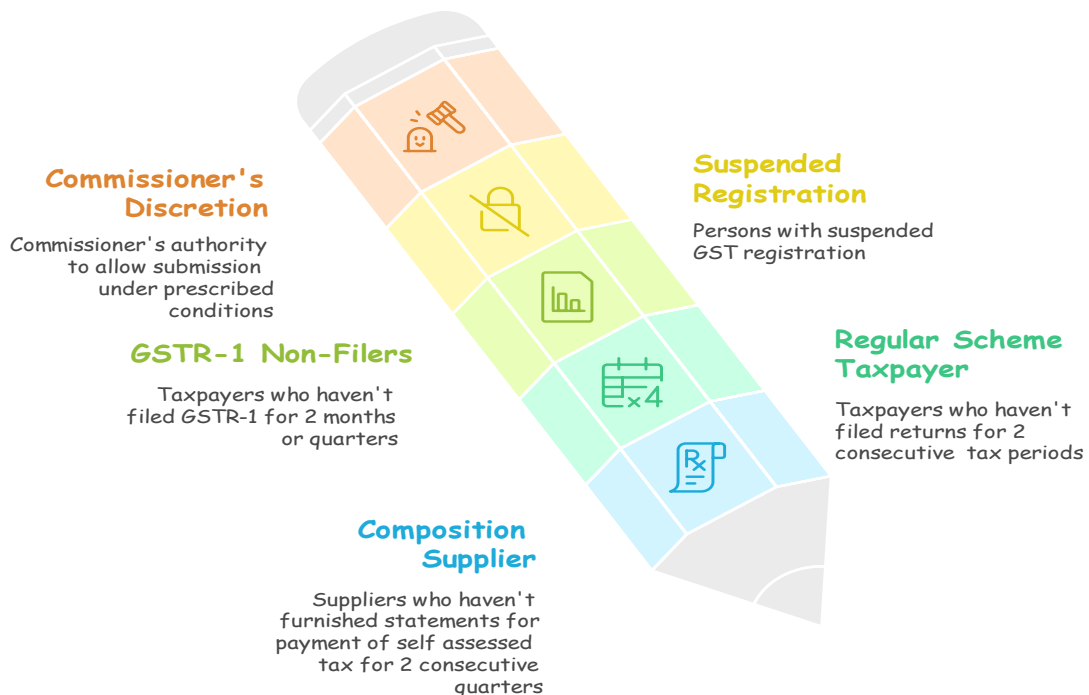 Commissioner's
Discretion
Commissioner's authority
to allow submission
under prescribed
conditions
Suspended
Registration
Persons with suspended
GST registration
GSTR-1 Non-Filers
Taxpayers who haven't
filed GSTR-1 for 2 months
or quarters
Regular Scheme
Taxpayer
Taxpayers who haven't
filed returns for 2
consecutive tax periods
x4
Rx
Composition
Supplier
Suppliers who haven't
furnished statements for
payment of self assessed
tax for 2 consecutive
quarters